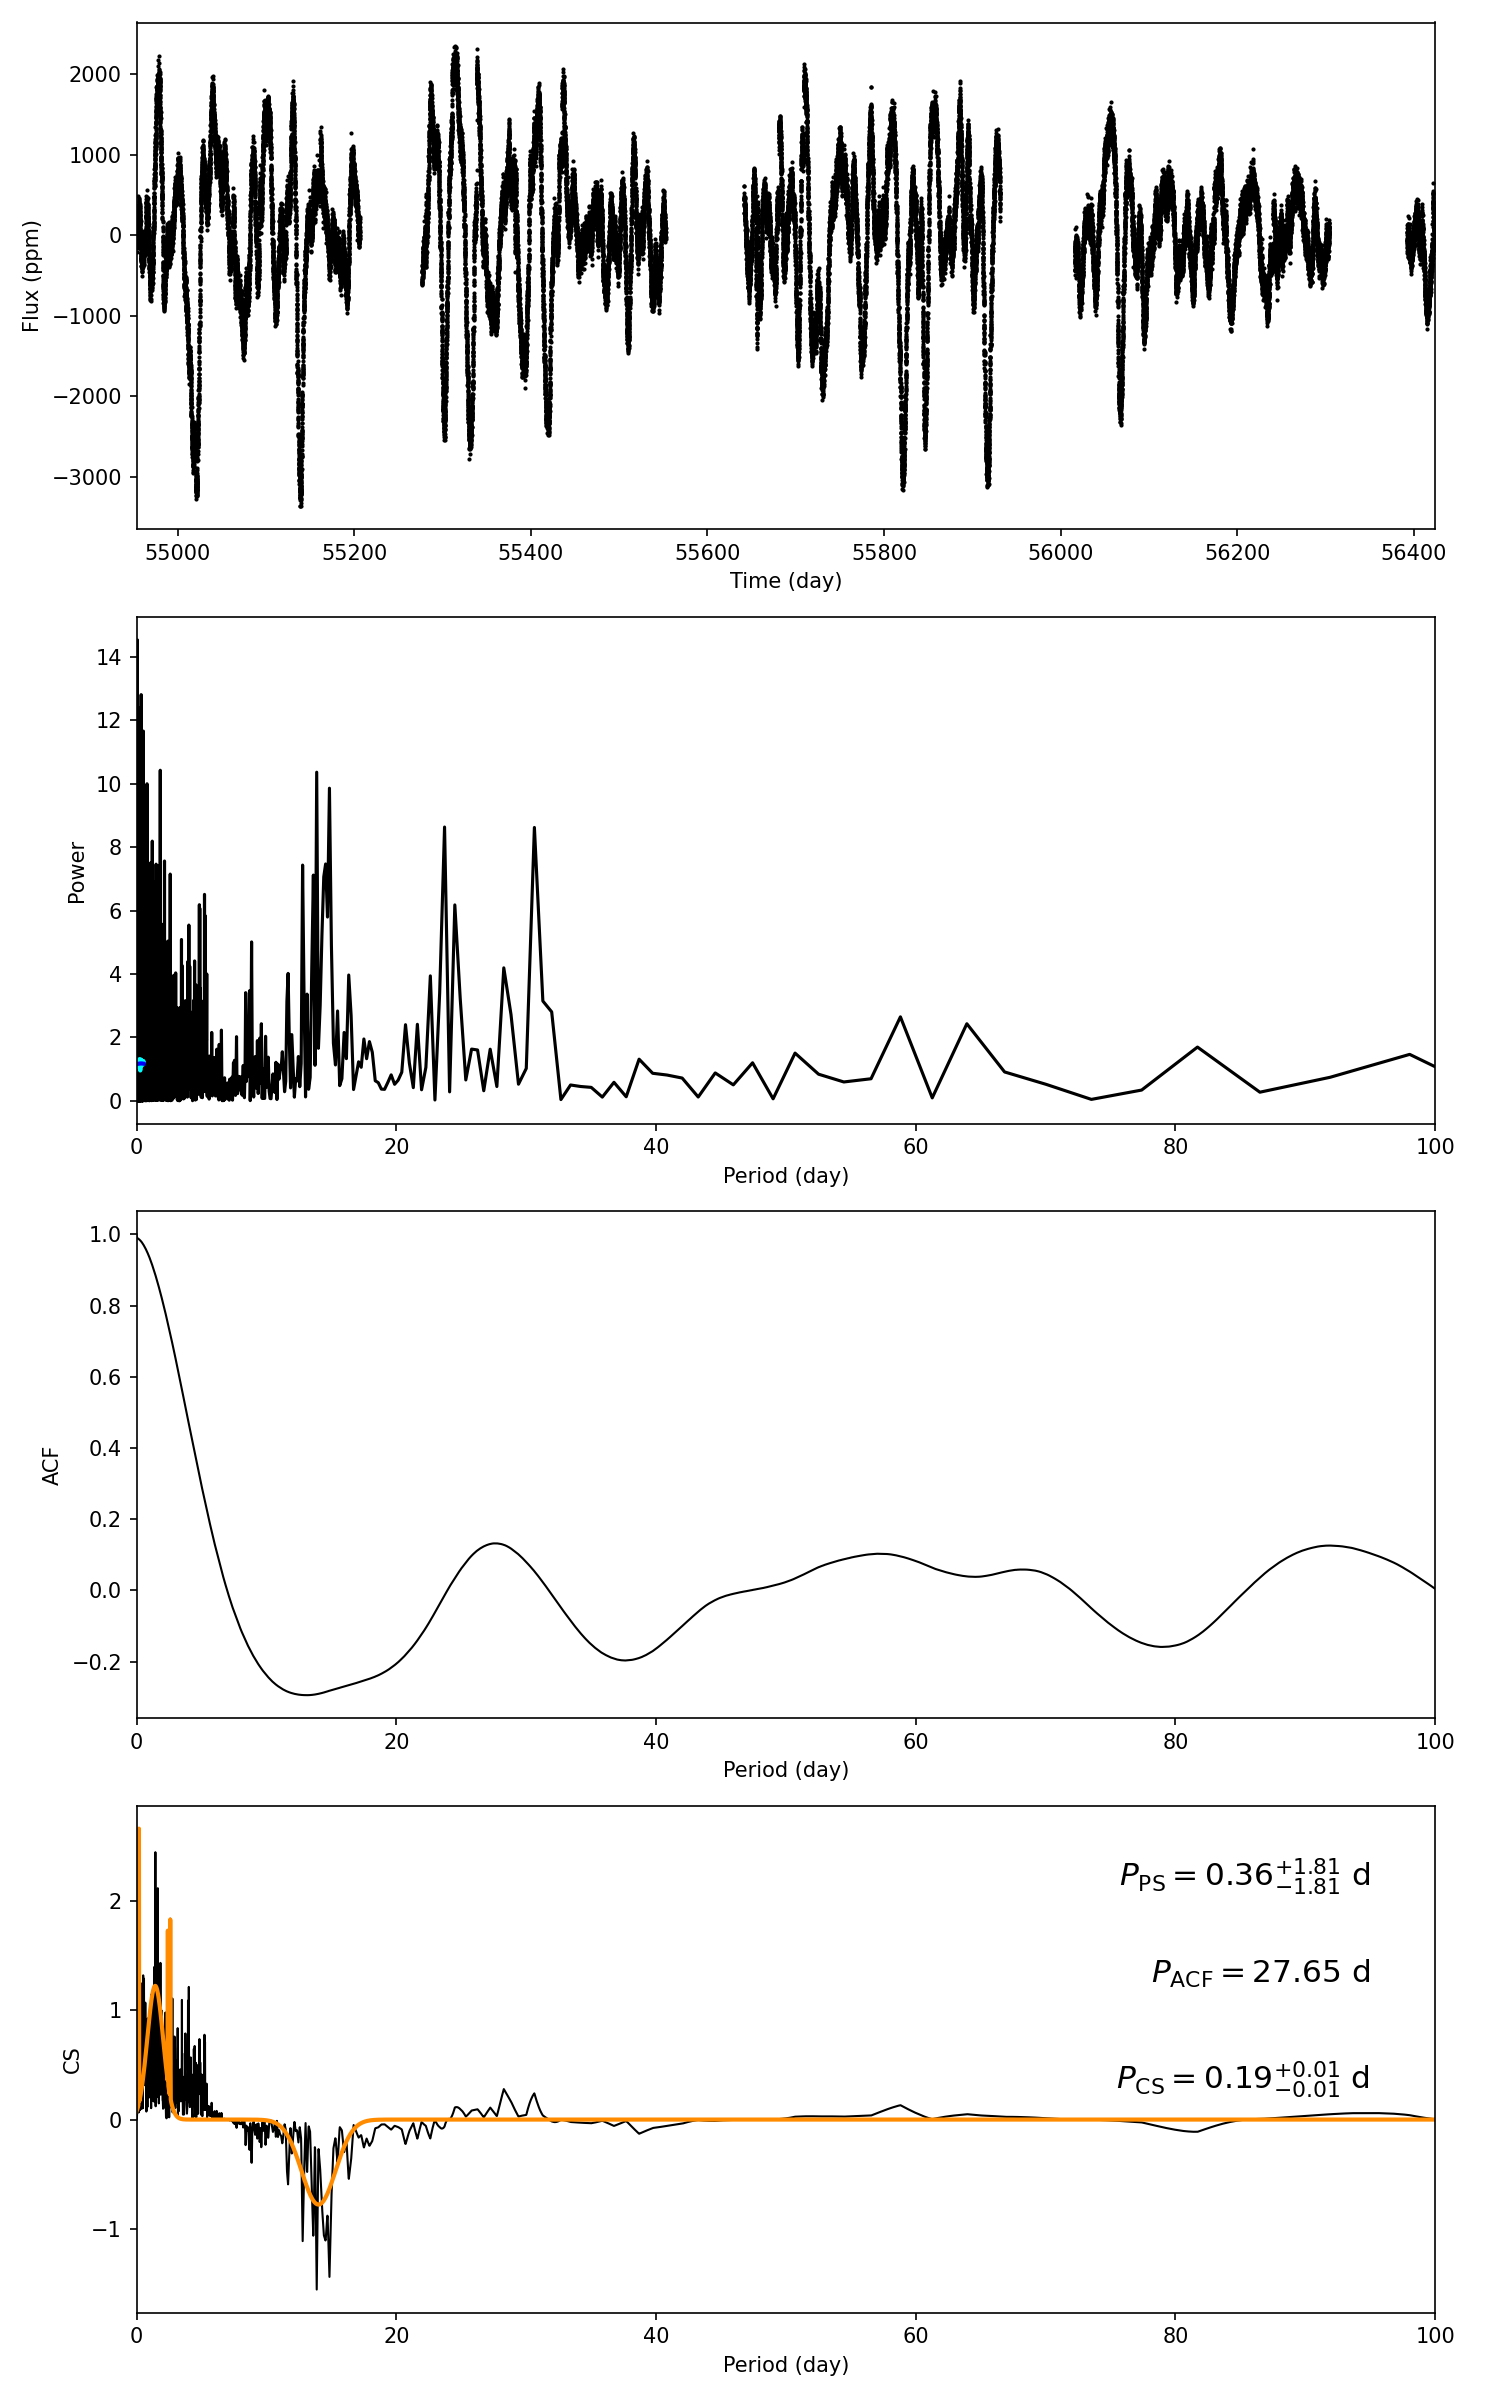 2000
1000
0
−1000
−2000
−3000
Flux (ppm)
55000 55200 55400 55600 55800 56000 56200 56400
Time (day)
14
12
10
8
6
4
2
0
Power
0 20 40 60 80 100
Period (day)
1.0
0.8
0.6
0.4
0.2
0.0
−0.2
ACF
0 20 40 60 80 100
Period (day)
2
1
0
−1
CS
P_PS = 0.36^{+1.81}_{−1.81} d
P_ACF = 27.65 d
P_CS = 0.19^{+0.01}_{−0.01} d
0 20 40 60 80 100
Period (day)